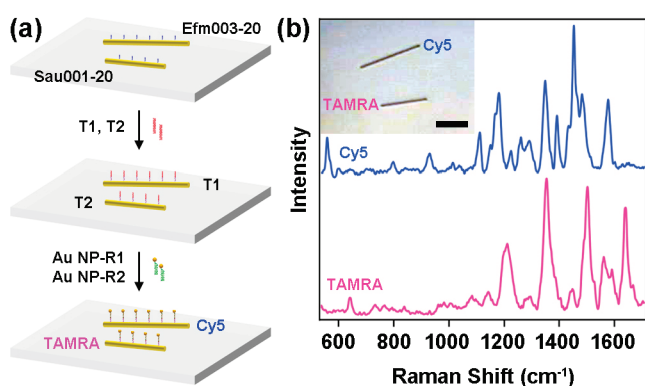 (a)
Efm003-20
Sau001-20
T1, T2
T1
T2
Au NP-R1
Au NP-R2
Cy5
TAMRA
(b)
Cy5
TAMRA
Cy5
TAMRA
Intensity
600 800 1000 1200 1400 1600
Raman Shift (cm⁻¹)